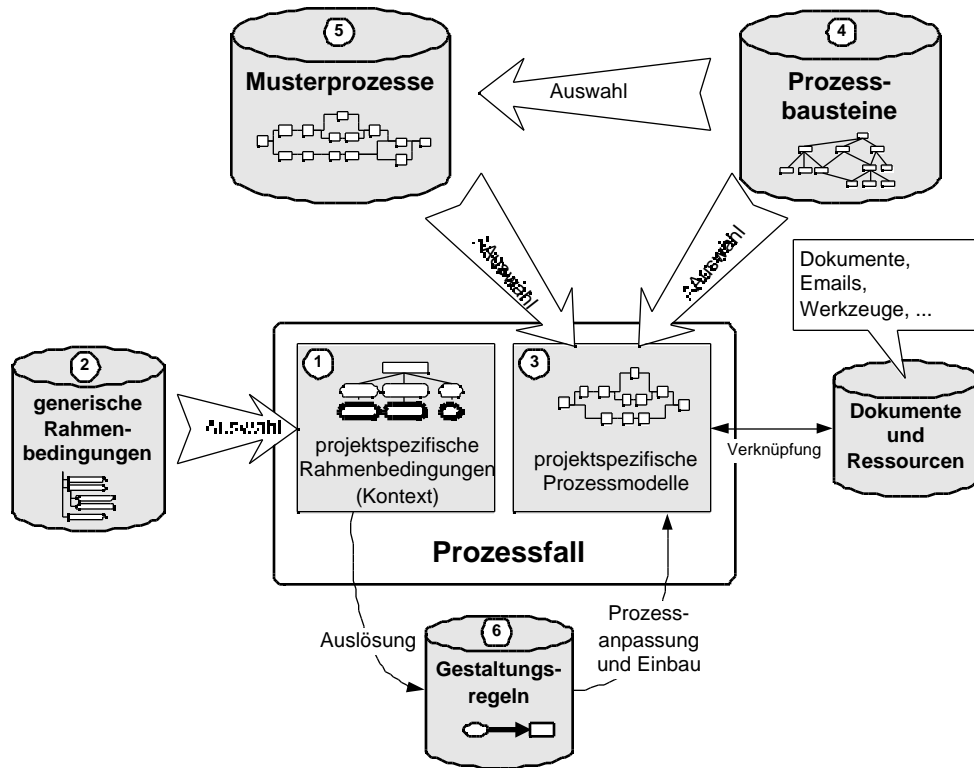 5
Musterprozesse
4
Prozess-
bausteine
Auswahl
Auswahl
Auswahl
Dokumente,
Emails,
Werkzeuge, ...
2
generische
Rahmen-
bedingungen
Auswahl
1
projektspezifische
Rahmenbedingungen
(Kontext)
3
projektspezifische
Prozessmodelle
Verknüpfung
Dokumente
und
Ressourcen
Prozessfall
Auslösung
6
Gestaltungs-
regeln
Prozess-
anpassung
und Einbau